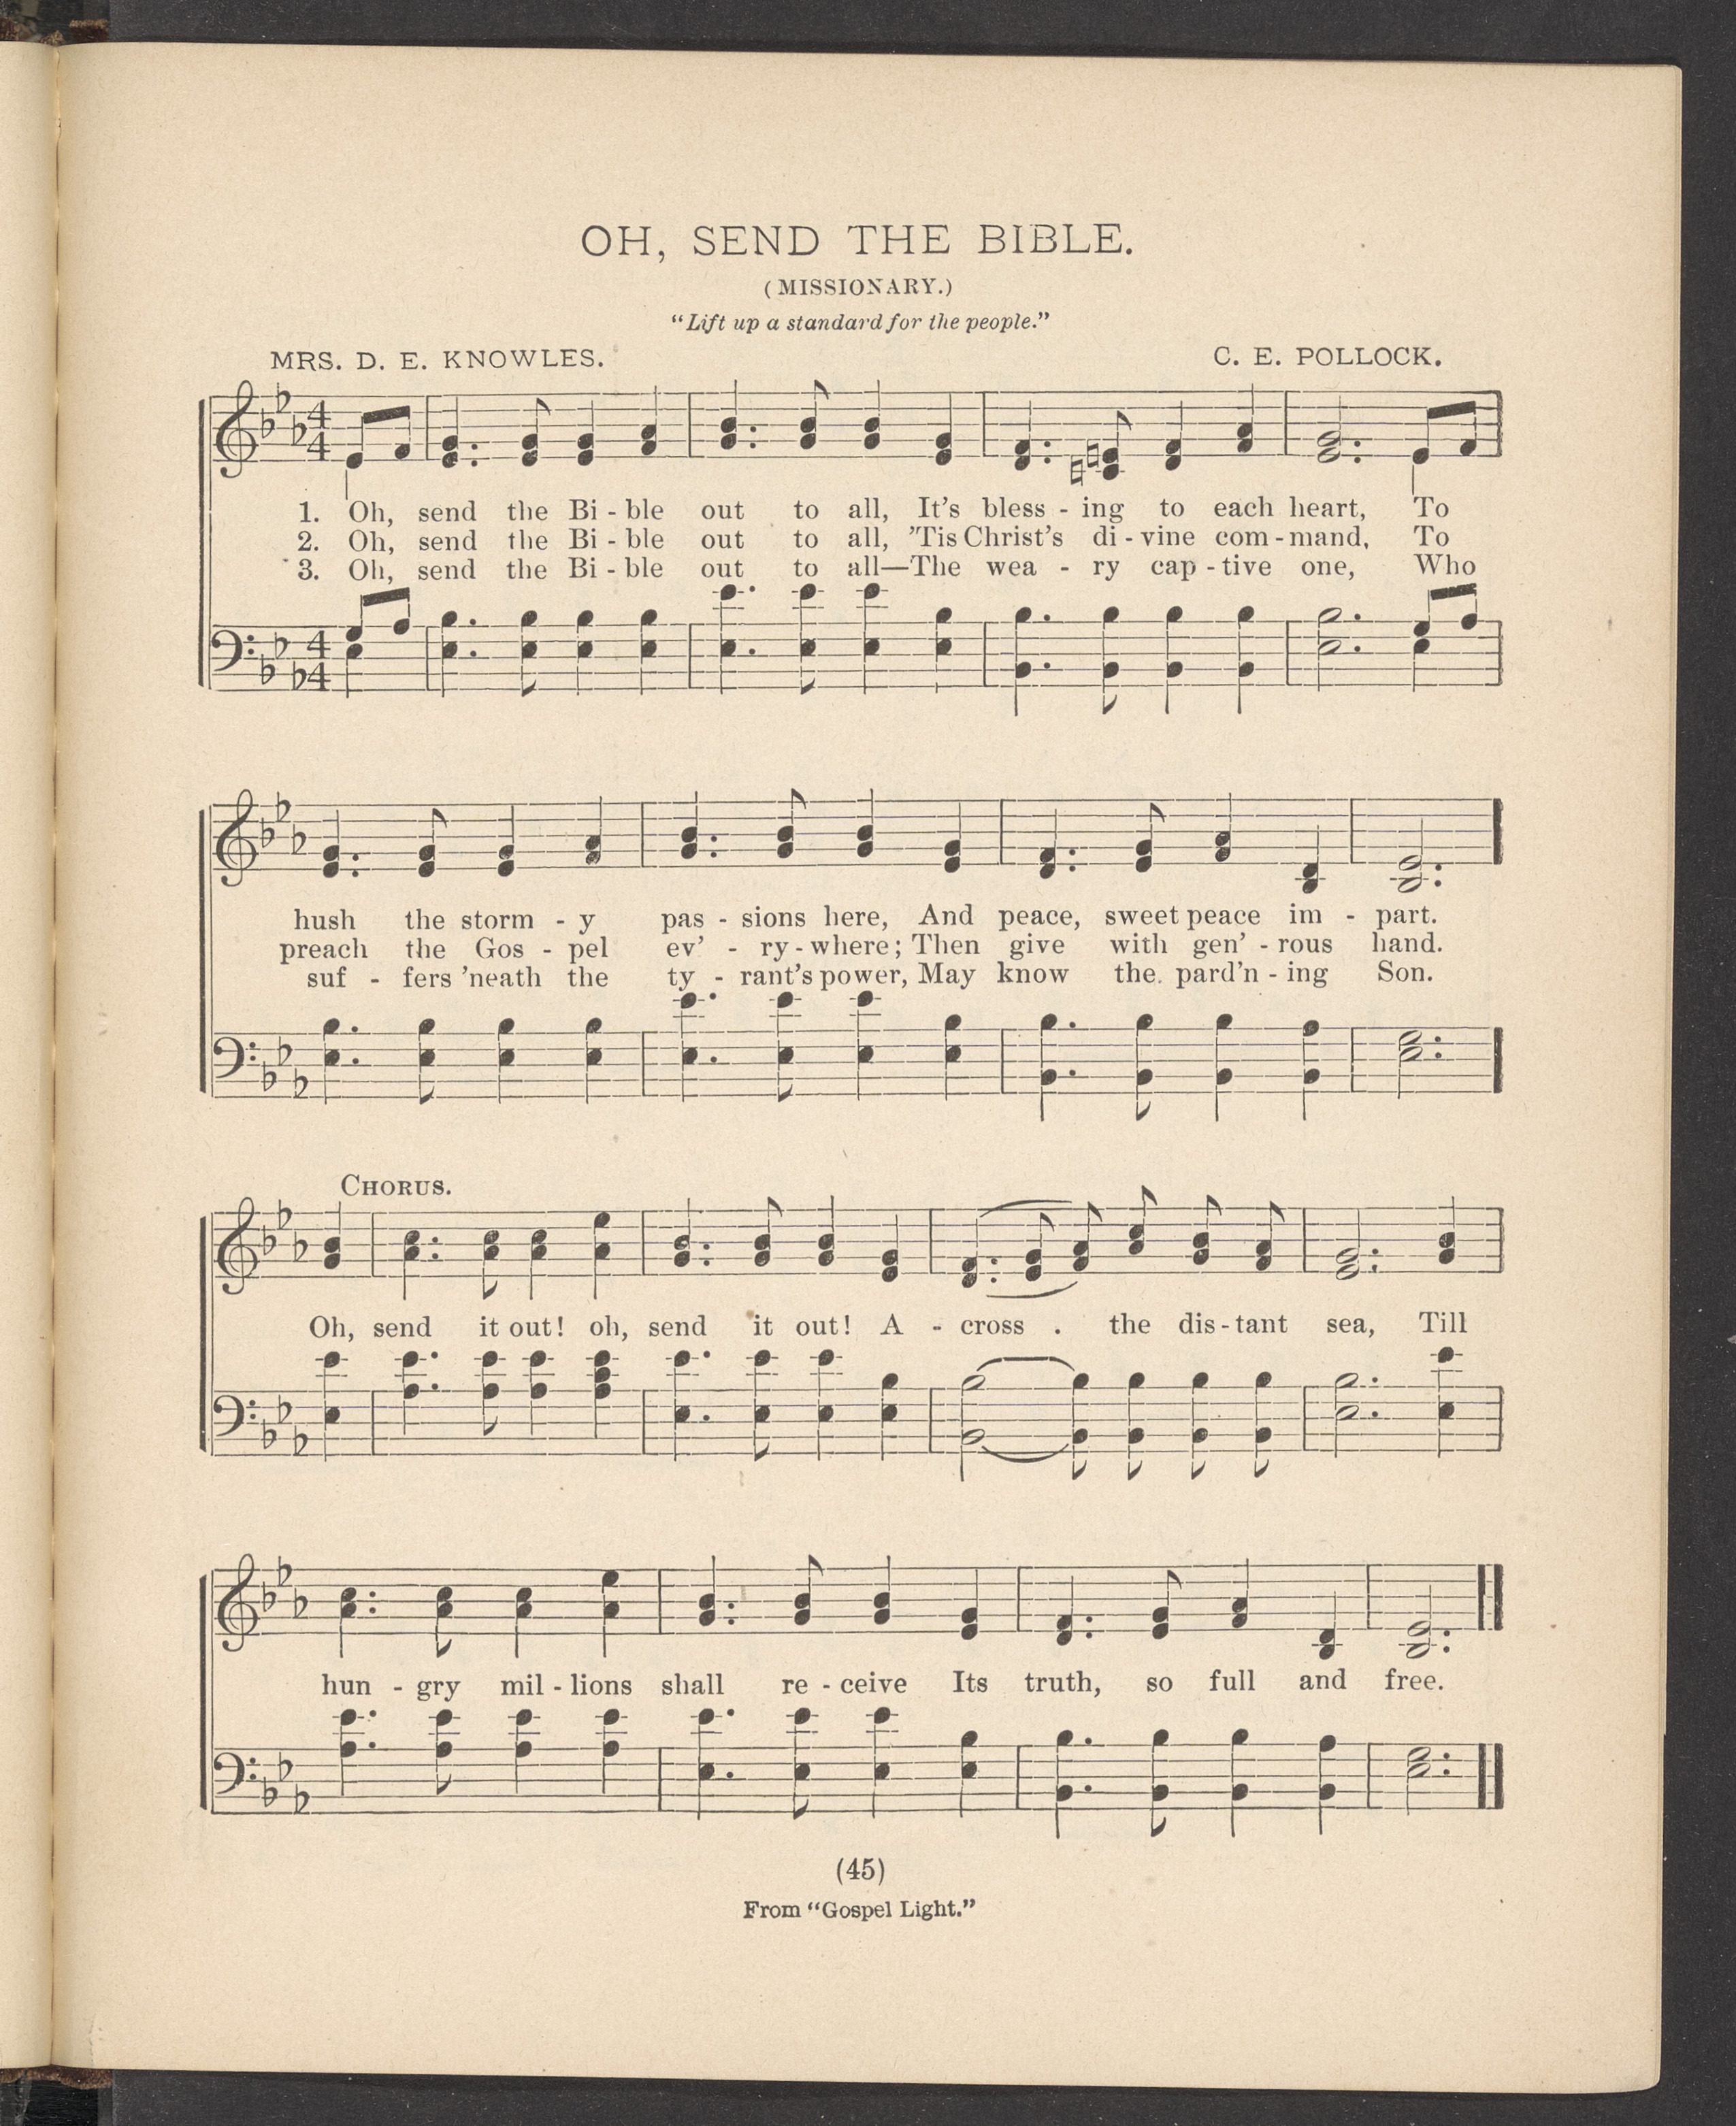 OH, SEND THE BIBLE.
(MISSIONARY.)
"Lift up a standard for the people."
MRS. D. E. KNOWLES. C. E. POLLOCK.
1. Oh, send the Bi - ble out to all, It's bless - ing to each heart, To
2. Oh, send the Bi - ble out to all, 'Tis Christ's di - vine com - mand, To
3. Oh, send the Bi - ble out to all—The wea - ry cap - tive one, Who
hush the storm - y pas - sions here, And peace, sweet peace im - part.
preach the Gos - pel ev' - ry - where; Then give with gen' - rous hand.
suf - fers 'neath the ty - rant's power, May know the. pard'n - ing Son.
CHORUS.
Oh, send it out! oh, send it out! A - cross . the dis - tant sea, Till
hun - gry mil - lions shall re - ceive Its truth, so full and free.
(45)
From "Gospel Light."